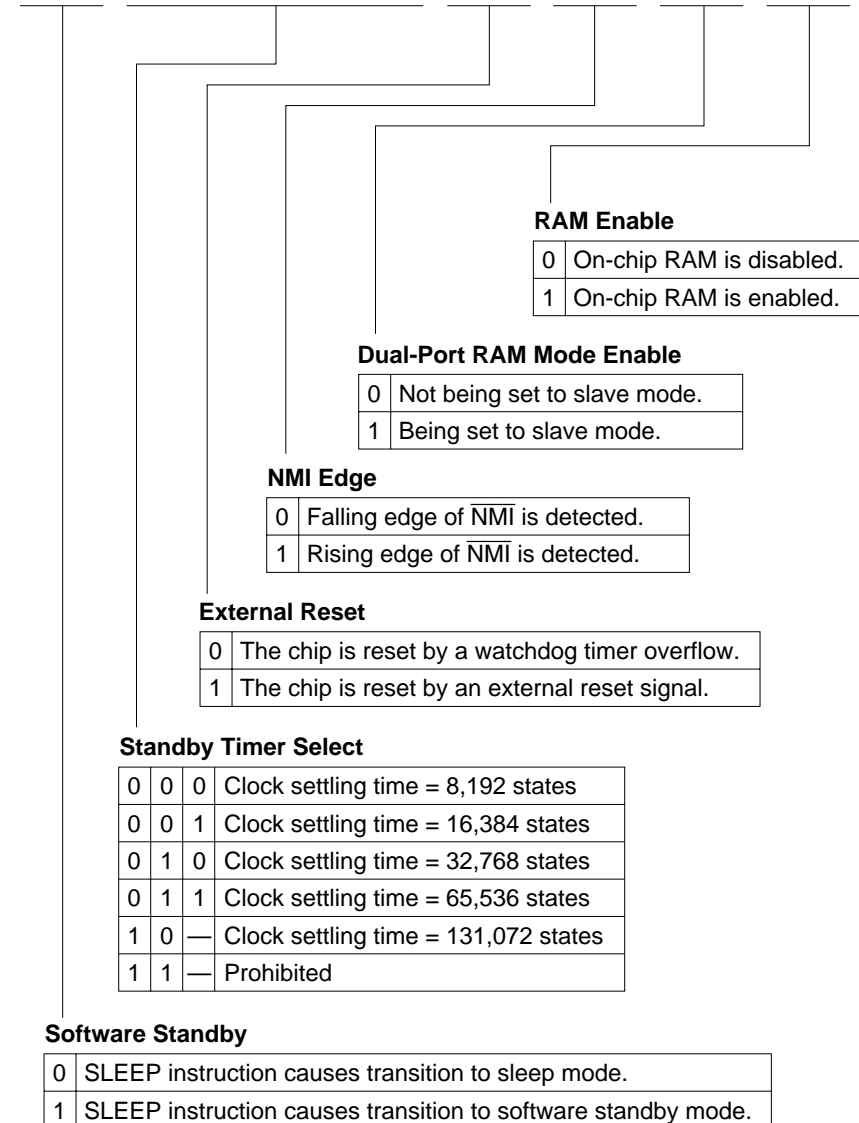 RAM Enable
0 On-chip RAM is disabled.
1 On-chip RAM is enabled.
Dual-Port RAM Mode Enable
0 Not being set to slave mode.
1 Being set to slave mode.
NMI Edge
0 Falling edge of N̅M̅I̅ is detected.
1 Rising edge of N̅M̅I̅ is detected.
External Reset
0 The chip is reset by a watchdog timer overflow.
1 The chip is reset by an external reset signal.
Standby Timer Select
0 0 0 Clock settling time = 8,192 states
0 0 1 Clock settling time = 16,384 states
0 1 0 Clock settling time = 32,768 states
0 1 1 Clock settling time = 65,536 states
1 0 — Clock settling time = 131,072 states
1 1 — Prohibited
Software Standby
0 SLEEP instruction causes transition to sleep mode.
1 SLEEP instruction causes transition to software standby mode.